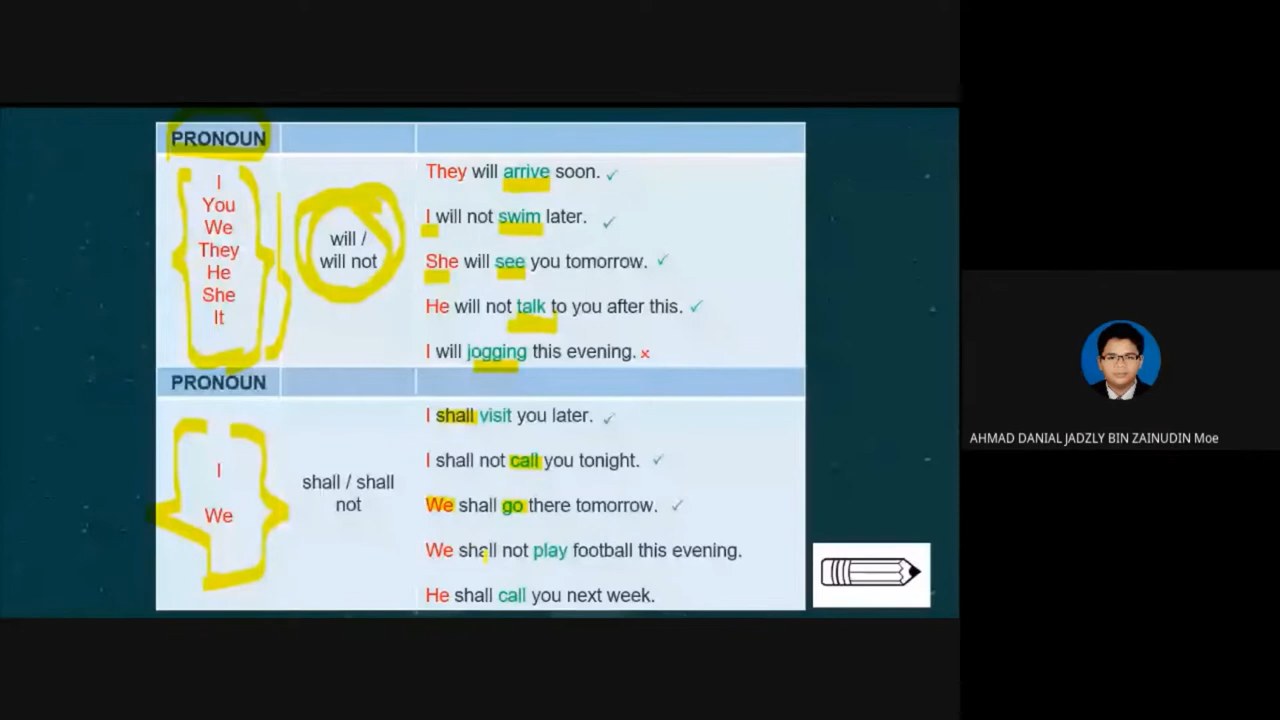 PRONOUN
I
You
We
They
He
She
It
will /
will not
They will arrive soon. ✓
I will not swim later. ✓
She will see you tomorrow. ✓
He will not talk to you after this. ✓
I will jogging this evening. x
PRONOUN
I
We
shall / shall
not
I shall visit you later. ✓
I shall not call you tonight. ✓
We shall go there tomorrow. ✓
We shall not play football this evening.
He shall call you next week.
AHMAD DANIAL JADZLY BIN ZAINUDIN Moe